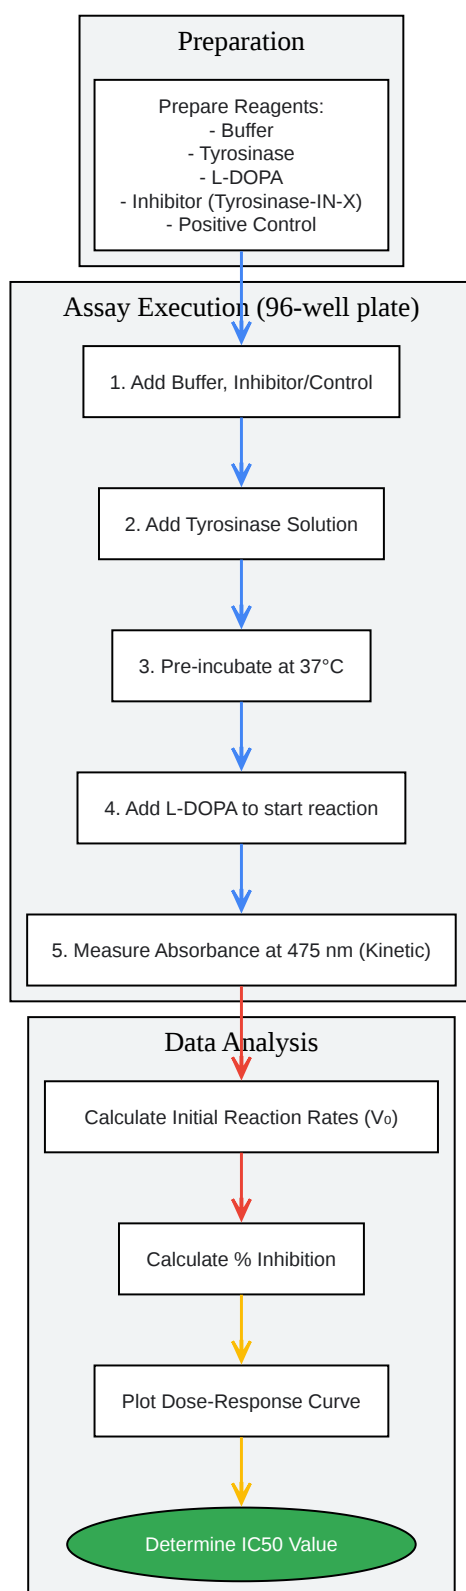 Preparation
Prepare Reagents:
- Buffer
- Tyrosinase
- L-DOPA
- Inhibitor (Tyrosinase-IN-X)
- Positive Control
Assay Execution (96-well plate)
1. Add Buffer, Inhibitor/Control
2. Add Tyrosinase Solution
3. Pre-incubate at 37°C
4. Add L-DOPA to start reaction
5. Measure Absorbance at 475 nm (Kinetic)
Data Analysis
Calculate Initial Reaction Rates (V₀)
Calculate % Inhibition
Plot Dose-Response Curve
Determine IC50 Value